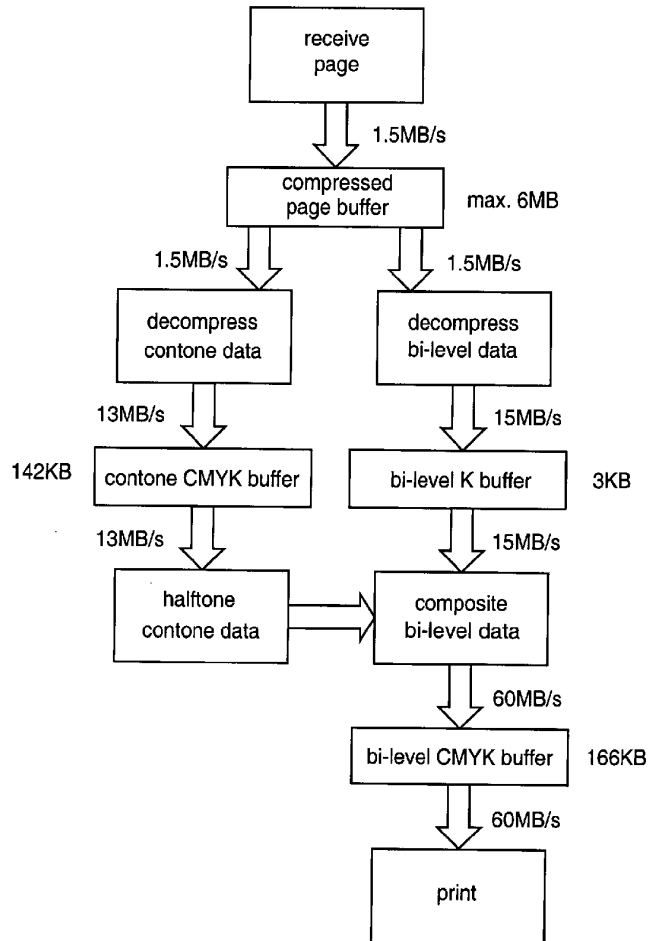 receive
page
1.5MB/s
compressed
page buffer
max. 6MB
1.5MB/s
1.5MB/s
decompress
contone data
decompress
bi-level data
13MB/s
15MB/s
142KB
contone CMYK buffer
bi-level K buffer
3KB
13MB/s
15MB/s
halftone
contone data
composite
bi-level data
60MB/s
bi-level CMYK buffer
166KB
60MB/s
print